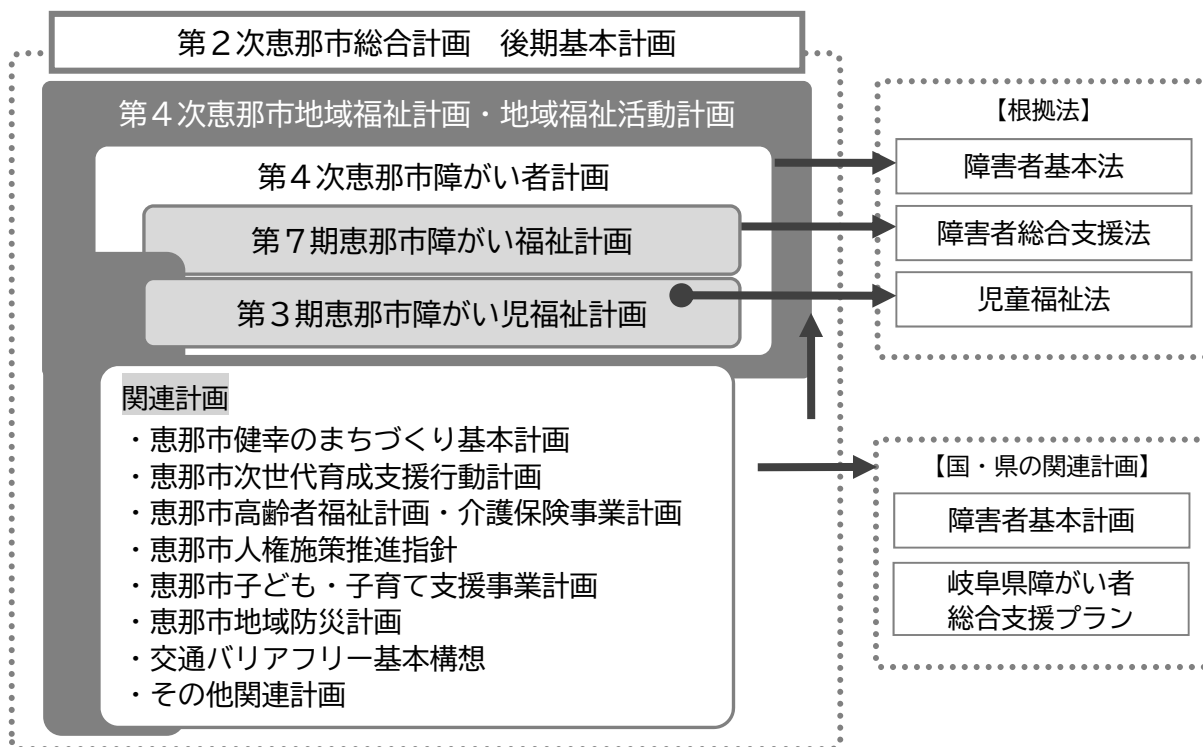 第２次恵那市総合計画　後期基本計画
第４次恵那市地域福祉計画・地域福祉活動計画
第４次恵那市障がい者計画
第７期恵那市障がい福祉計画
第３期恵那市障がい児福祉計画
関連計画
・恵那市健幸のまちづくり基本計画
・恵那市次世代育成支援行動計画
・恵那市高齢者福祉計画・介護保険事業計画
・恵那市人権施策推進指針
・恵那市子ども・子育て支援事業計画
・恵那市地域防災計画
・交通バリアフリー基本構想
・その他関連計画
【根拠法】
障害者基本法
障害者総合支援法
児童福祉法
【国・県の関連計画】
障害者基本計画
岐阜県障がい者
総合支援プラン